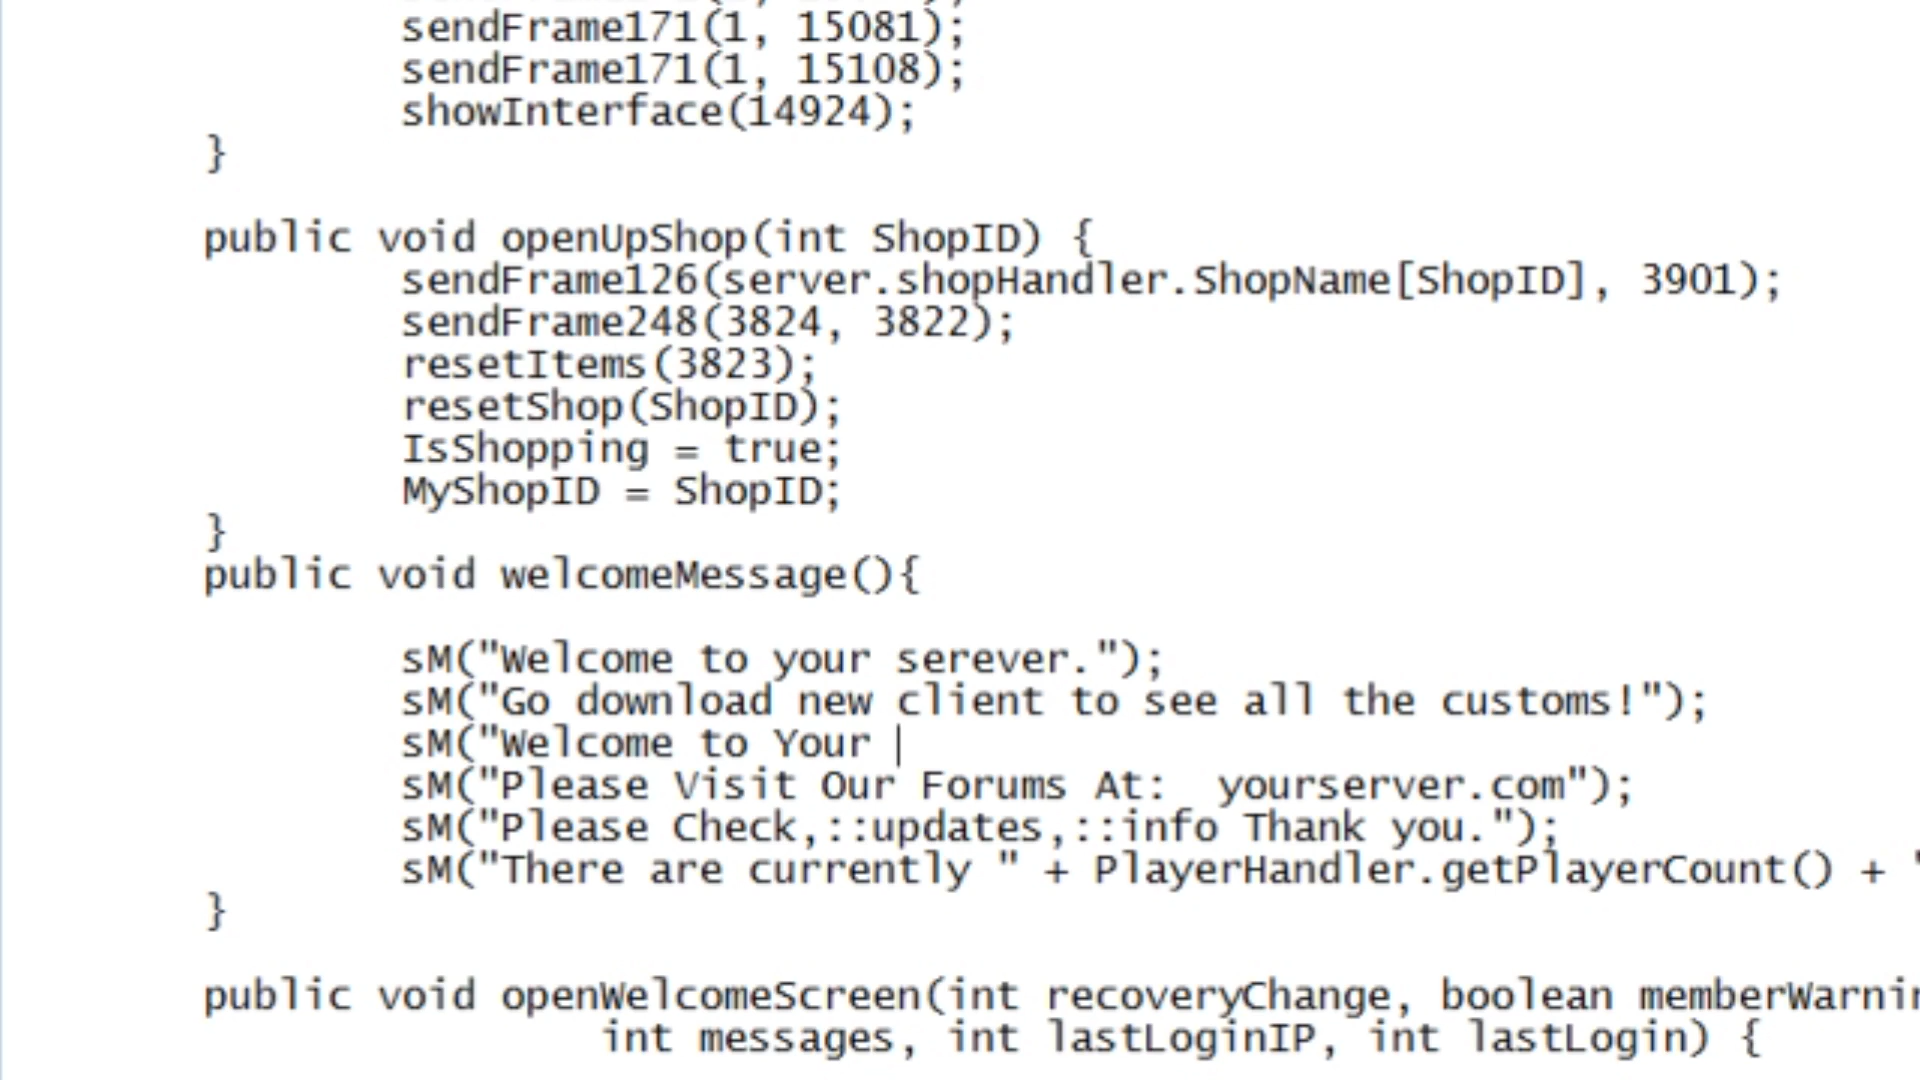 sendFrame171(1, 15081);
sendFrame171(1, 15108);
showInterface(14924);
}
public void openUpShop(int ShopID) {
sendFrame126(server.shopHandler.ShopName[ShopID], 3901);
sendFrame248(3824, 3822);
resetItems(3823);
resetShop(ShopID);
IsShopping = true;
MyShopID = ShopID;
}
public void welcomeMessage(){
sM("Welcome to your serever.");
sM("Go download new client to see all the customs!");
sM("Welcome to Your
sM("Please Visit Our Forums At:  yourserver.com");
sM("Please Check,::updates,::info Thank you.");
sM("There are currently " + PlayerHandler.getPlayerCount() + "
}
public void openWelcomeScreen(int recoveryChange, boolean
int messages, int lastLoginIP, int lastLogin) {